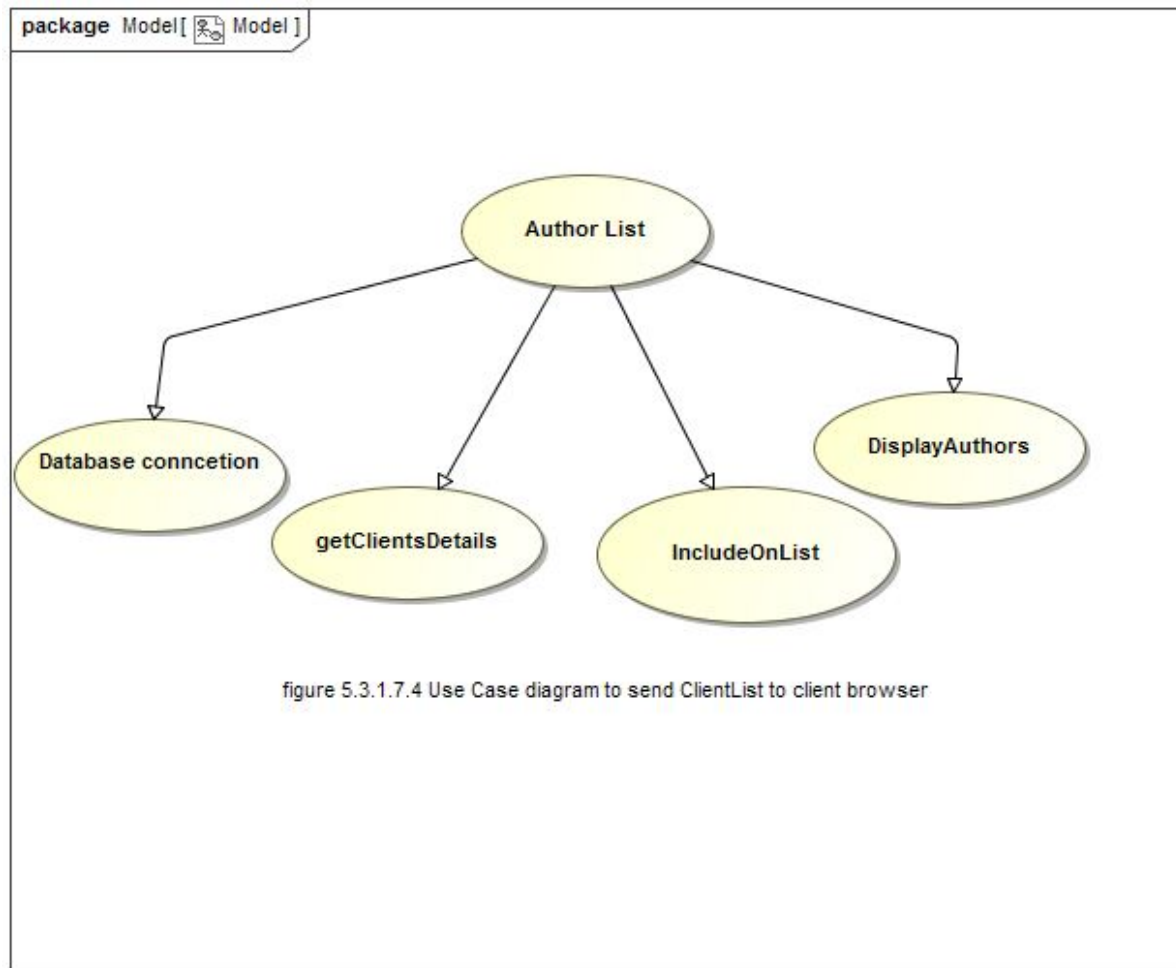 package Model[ Model ]
Author List
Database conncetion
DisplayAuthors
getClientsDetails
IncludeOnList
figure 5.3.1.7.4 Use Case diagram to send ClientList to client browser